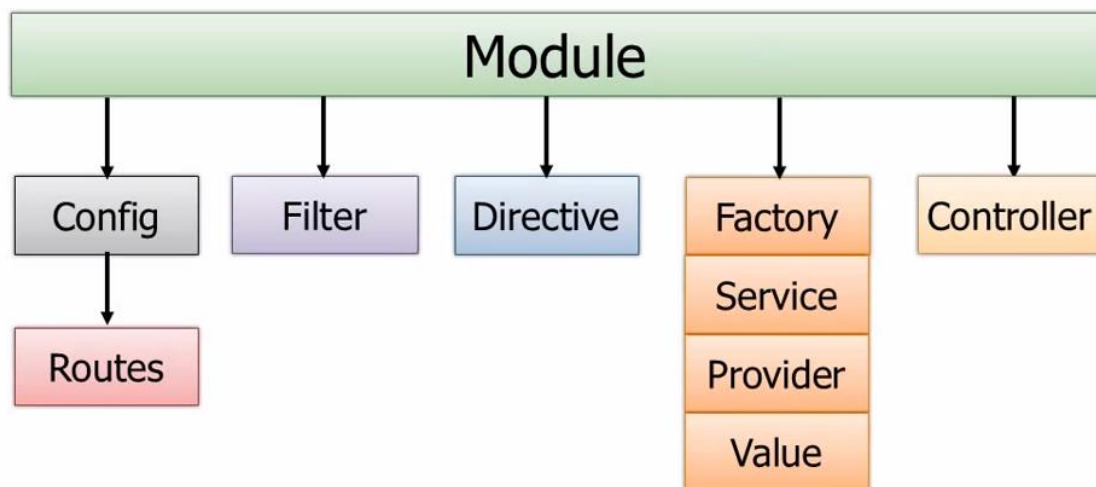 Module
Config
Filter
Directive
Factory
Controller
Service
Routes
Provider
Value